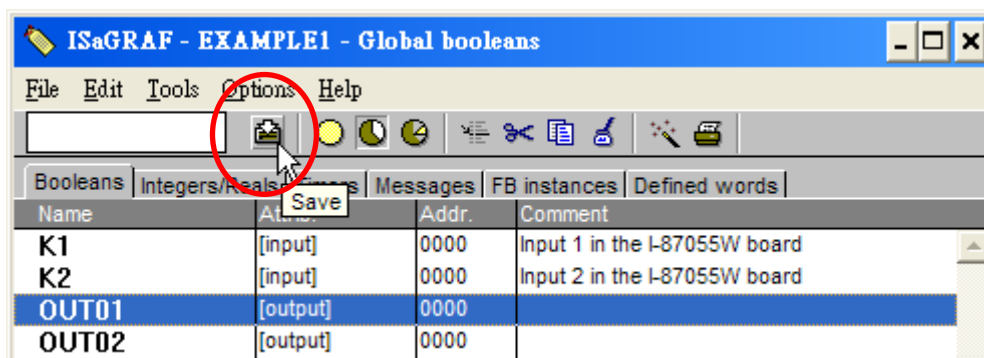 ISaGRAF - EXAMPLE1 - Global booleans
File Edit Tools Options Help
Booleans Integers/Reals Timers Messages FB instances Defined words
Save
Name Attrib. Addr. Comment
K1 [input] 0000 Input 1 in the I-87055W board
K2 [input] 0000 Input 2 in the I-87055W board
OUT01 [output] 0000
OUT02 [output] 0000